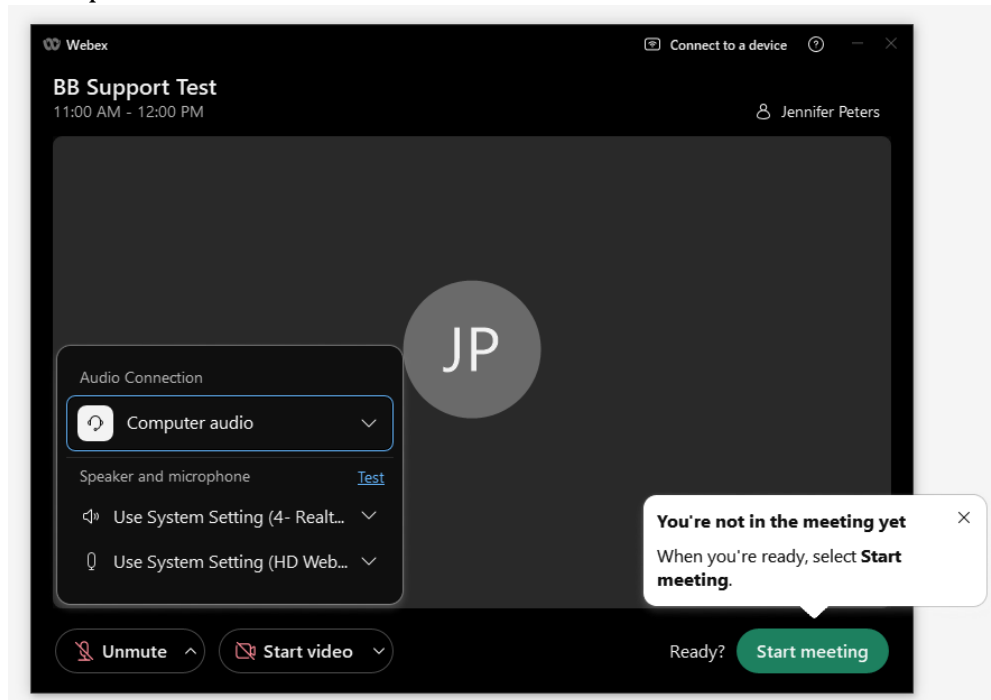 Webex
Connect to a device
BB Support Test
11:00 AM - 12:00 PM
Jennifer Peters
JP
Audio Connection
Computer audio
Speaker and microphone Test
Use System Setting (4- Realt...
Use System Setting (HD Web...
You're not in the meeting yet
When you're ready, select Start
meeting.
Unmute
Start video
Ready?
Start meeting